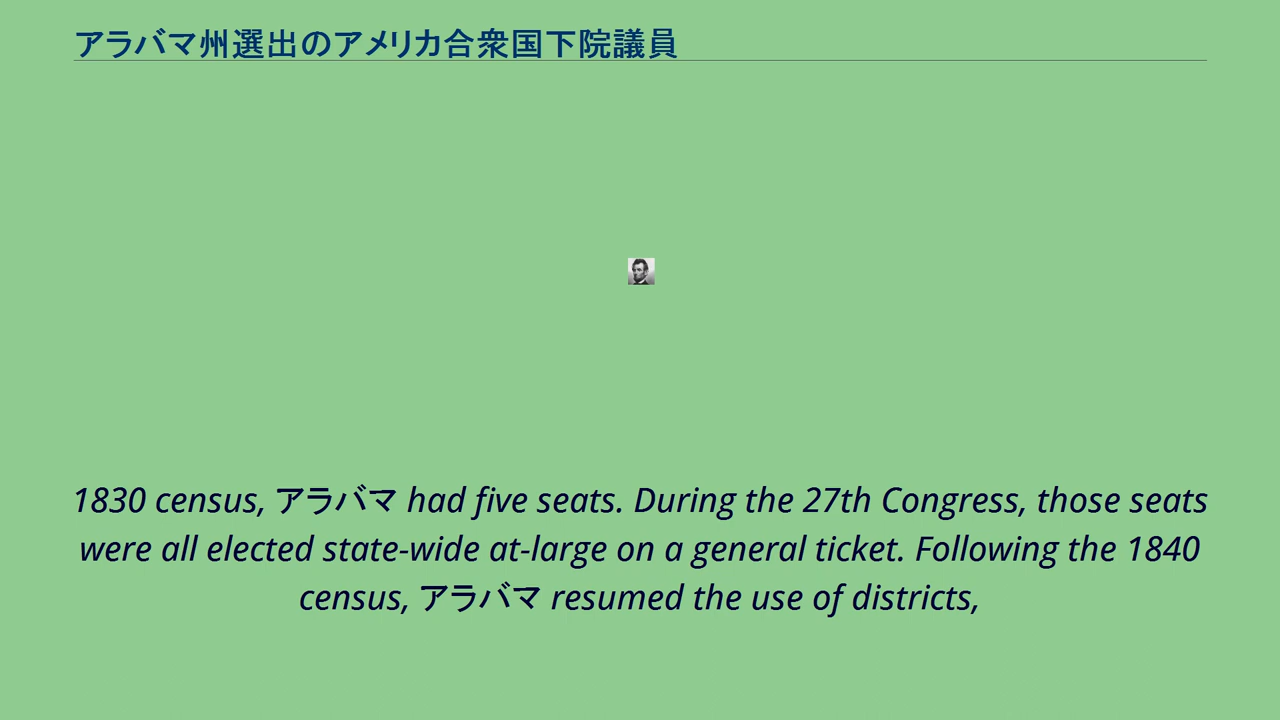 アラバマ州選出のアメリカ合衆国下院議員
1830 census, アラバマ had five seats. During the 27th Congress, those seats
were all elected state-wide at-large on a general ticket. Following the 1840
census, アラバマ resumed the use of districts,